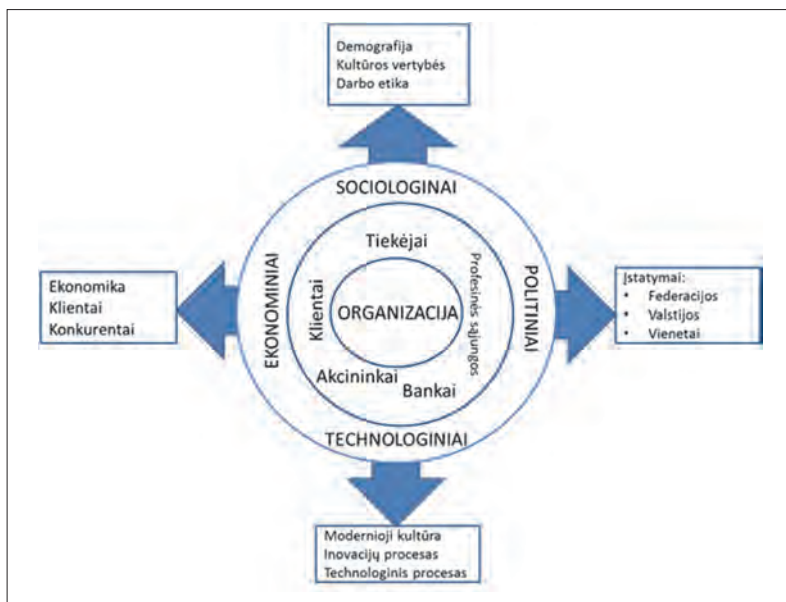 Demografija
Kultūros vertybės
Darbo etika
SOCIOLOGINAI
Tiekėjai
EKONOMINIAI
Klientai
ORGANIZACIJA
Profesinės sąjungos
POLITINIAI
Ekonomika
Klientai
Konkurentai
Įstatymai:
• Federacijos
• Valstijos
• Vienetai
Akcininkai
Bankai
TECHNOLOGINIAI
Modernioji kultūra
Inovacijų procesas
Technologinis procesas